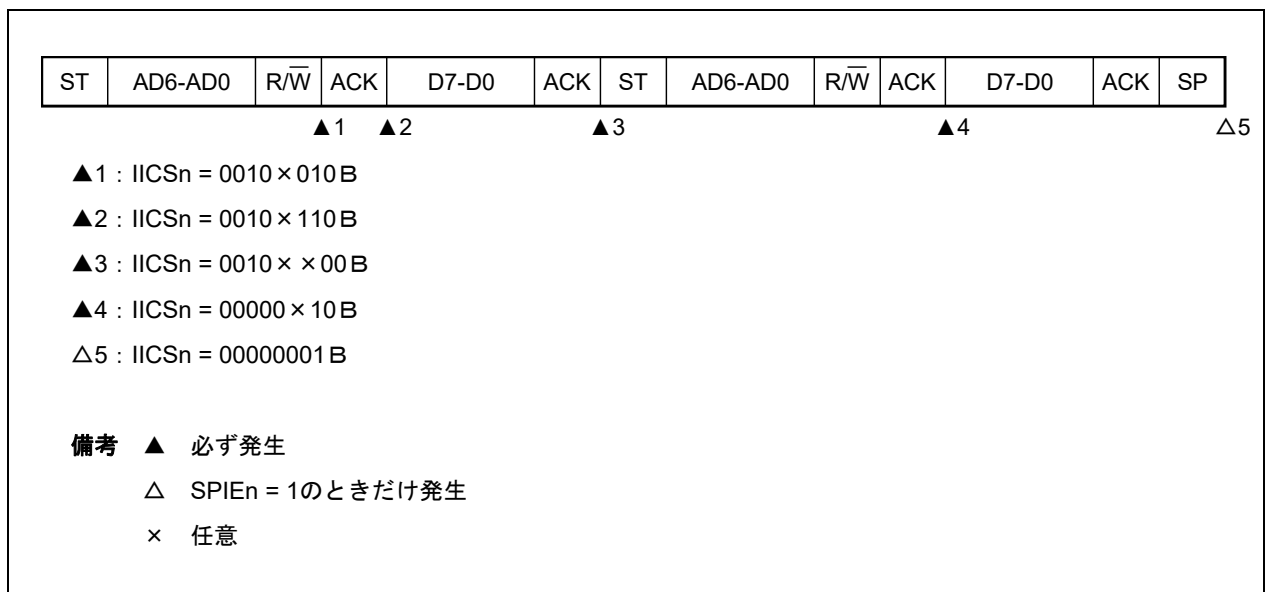 ST AD6-AD0 R/W̅ ACK D7-D0 ACK ST AD6-AD0 R/W̅ ACK D7-D0 ACK SP
▲1 ▲2 ▲3 ▲4 △5
▲1：IICSn = 0010×010B
▲2：IICSn = 0010×110B
▲3：IICSn = 0010××00B
▲4：IICSn = 00000×10B
△5：IICSn = 00000001B
備考 ▲ 必ず発生
△ SPIEn = 1のときだけ発生
× 任意